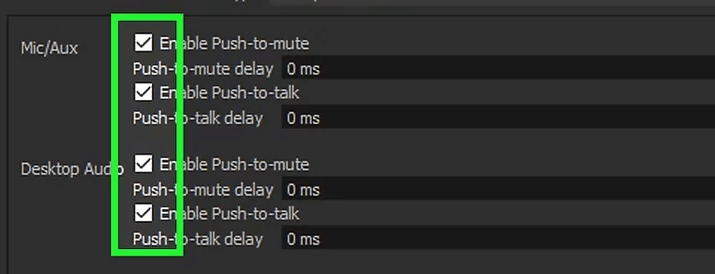 Mic/Aux
Enable Push-to-mute
Push-to-mute delay 0 ms
Enable Push-to-talk
Push-to-talk delay 0 ms
Desktop Audio
Enable Push-to-mute
Push-to-mute delay 0 ms
Enable Push-to-talk
Push-to-talk delay 0 ms